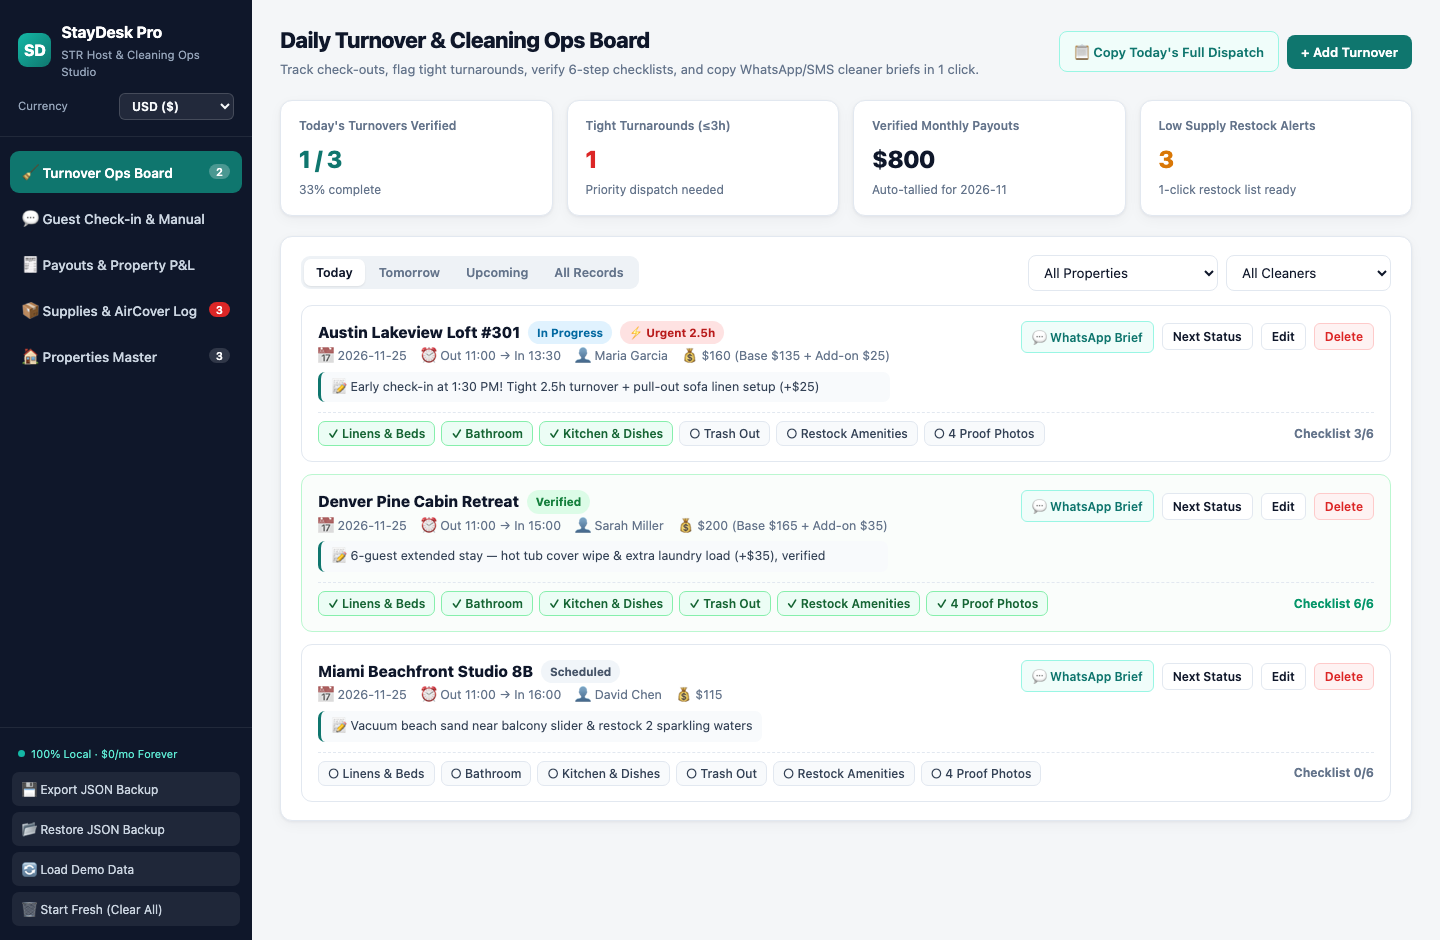 SD
StayDesk Pro
STR Host & Cleaning Ops
Studio
Currency
USD ($)
Turnover Ops Board 2
Guest Check-in & Manual
Payouts & Property P&L
Supplies & AirCover Log 3
Properties Master 3
100% Local · $0/mo Forever
Export JSON Backup
Restore JSON Backup
Load Demo Data
Start Fresh (Clear All)
Daily Turnover & Cleaning Ops Board
Track check-outs, flag tight turnarounds, verify 6-step checklists, and copy WhatsApp/SMS cleaner briefs in 1 click.
Copy Today's Full Dispatch
+ Add Turnover
Today's Turnovers Verified
1 / 3
33% complete
Tight Turnarounds (≤3h)
1
Priority dispatch needed
Verified Monthly Payouts
$800
Auto-tallied for 2026-11
Low Supply Restock Alerts
3
1-click restock list ready
Today Tomorrow Upcoming All Records
All Properties All Cleaners
Austin Lakeview Loft #301 In Progress ⚡ Urgent 2.5h
WhatsApp Brief Next Status Edit Delete
2026-11-25 Out 11:00 → In 13:30 Maria Garcia $160 (Base $135 + Add-on $25)
Early check-in at 1:30 PM! Tight 2.5h turnover + pull-out sofa linen setup (+$25)
✓ Linens & Beds ✓ Bathroom ✓ Kitchen & Dishes ○ Trash Out ○ Restock Amenities ○ 4 Proof Photos Checklist 3/6
Denver Pine Cabin Retreat Verified
WhatsApp Brief Next Status Edit Delete
2026-11-25 Out 11:00 → In 15:00 Sarah Miller $200 (Base $165 + Add-on $35)
6-guest extended stay — hot tub cover wipe & extra laundry load (+$35), verified
✓ Linens & Beds ✓ Bathroom ✓ Kitchen & Dishes ✓ Trash Out ✓ Restock Amenities ✓ 4 Proof Photos Checklist 6/6
Miami Beachfront Studio 8B Scheduled
WhatsApp Brief Next Status Edit Delete
2026-11-25 Out 11:00 → In 16:00 David Chen $115
Vacuum beach sand near balcony slider & restock 2 sparkling waters
○ Linens & Beds ○ Bathroom ○ Kitchen & Dishes ○ Trash Out ○ Restock Amenities ○ 4 Proof Photos Checklist 0/6